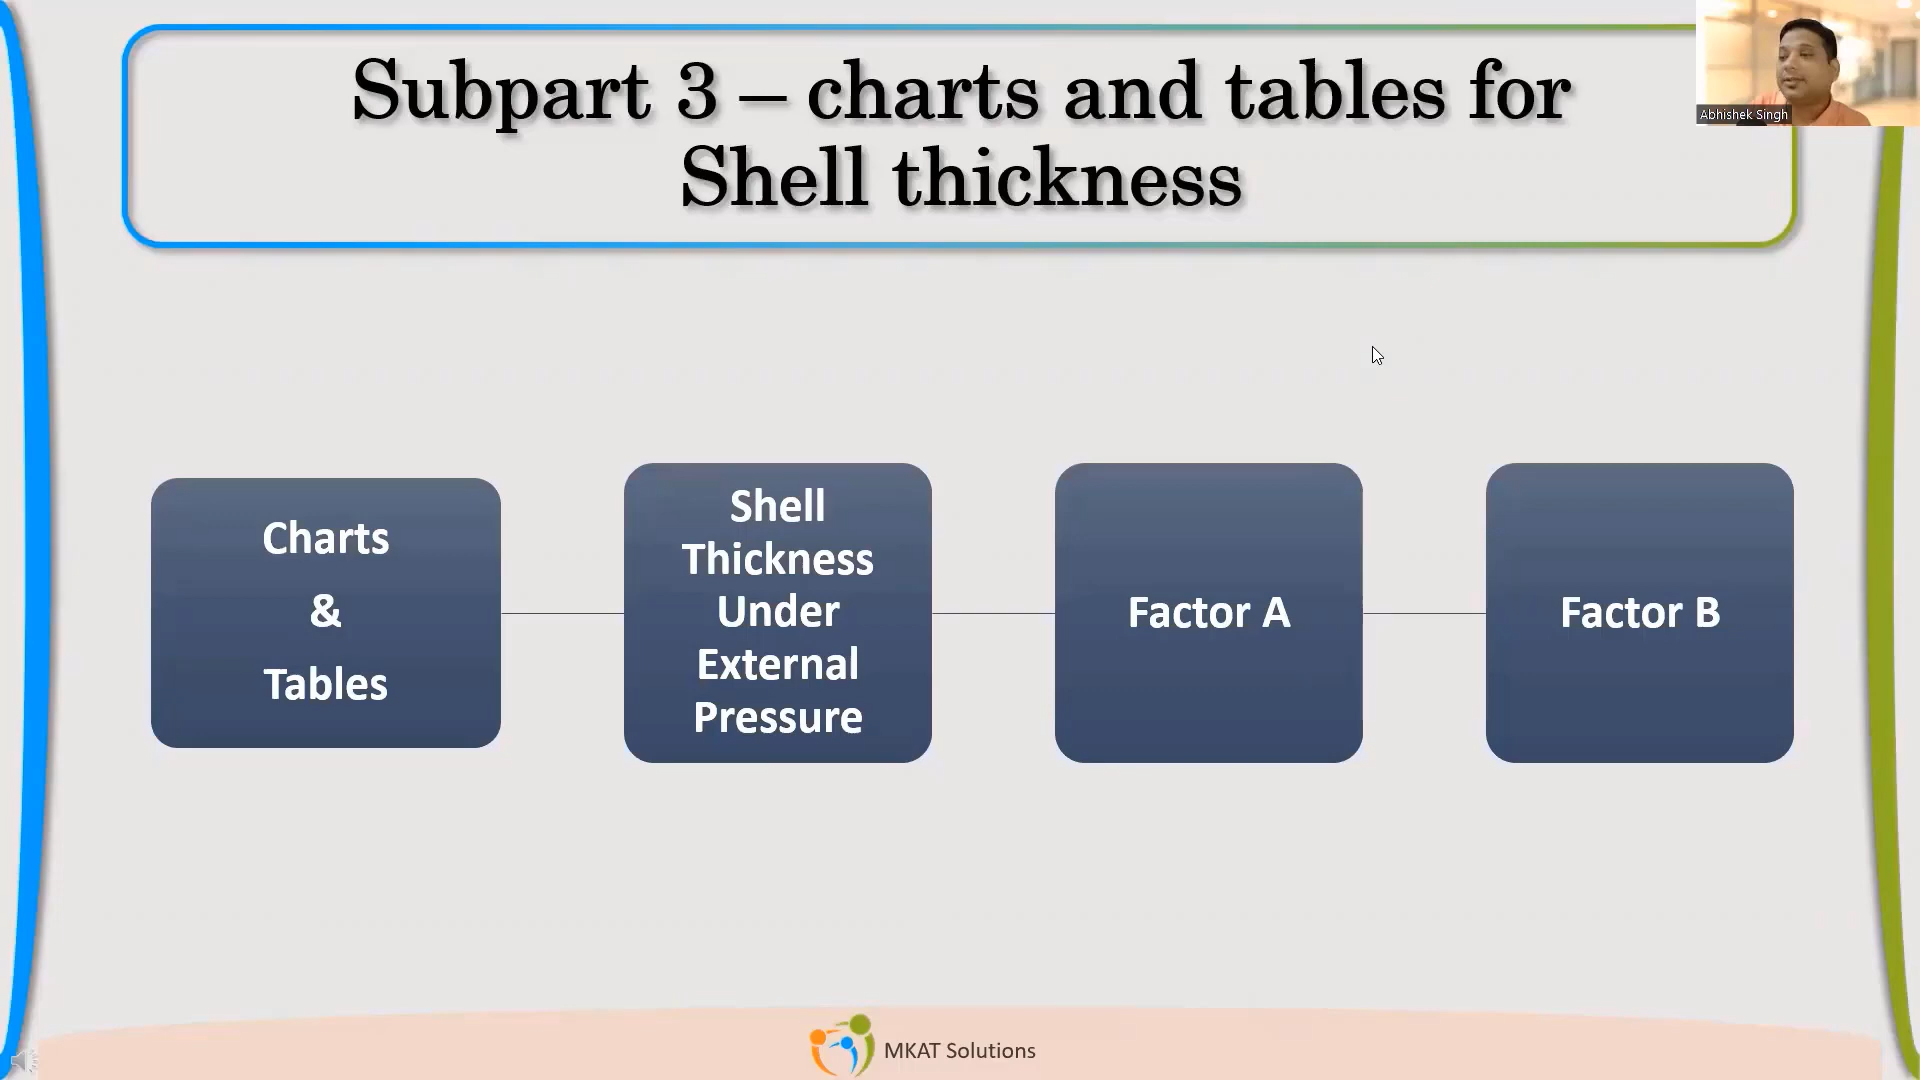 Subpart 3 – charts and tables for
Shell thickness
Abhishek Singh
Charts
&
Tables
Shell
Thickness
Under
External
Pressure
Factor A
Factor B
MKAT Solutions